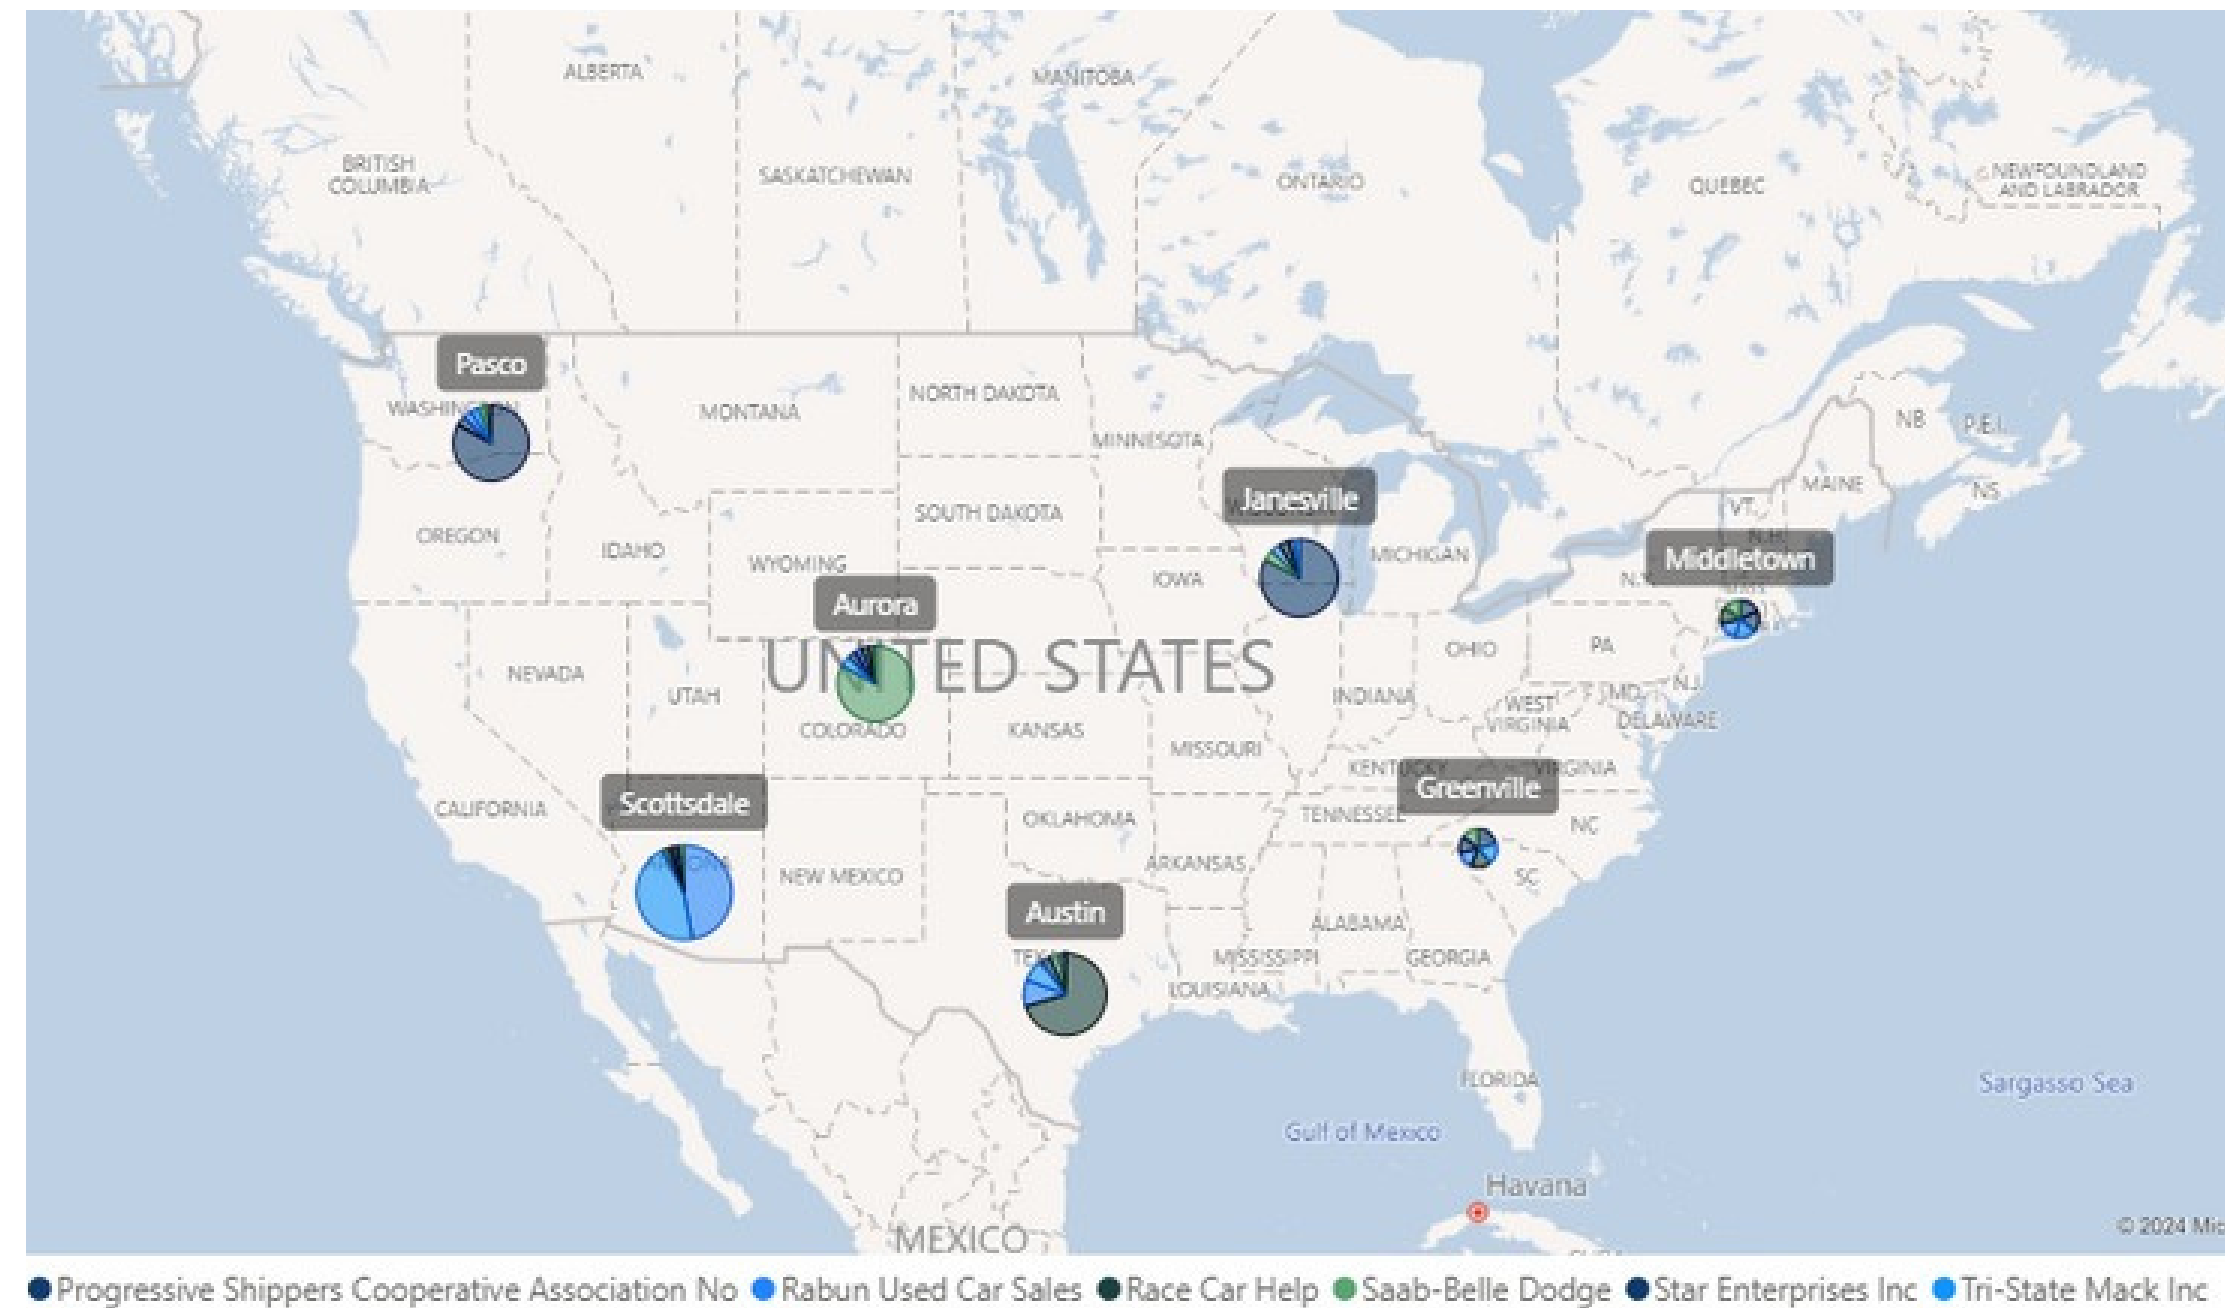 ALBERTA
MANITOBA
BRITISH
COLUMBIA
SASKATCHEWAN
ONTARIO
QUEBEC
NEWFOUNDLAND
AND LABRADOR
Pasco
WASHINGTON
MONTANA
NORTH DAKOTA
MINNESOTA
NB
P.E.I.
MAINE
NS
Janesville
SOUTH DAKOTA
VT.
N.H.
OREGON
IDAHO
WYOMING
MICHIGAN
Middletown
IOWA
Aurora
UNITED STATES
NEVADA
UTAH
COLORADO
KANSAS
OHIO
PA
INDIANA
WEST
VIRGINIA
MD.
N.J.
DELAWARE
MISSOURI
KENTUCKY
VIRGINIA
Scottsdale
Greenville
CALIFORNIA
OKLAHOMA
TENNESSEE
NC
NEW MEXICO
ARKANSAS
SC
Austin
ALABAMA
MISSISSIPPI
GEORGIA
LOUISIANA
FLORIDA
Sargasso Sea
Gulf of Mexico
Havana
MEXICO
© 2024 Mic
Progressive Shippers Cooperative Association No Rabun Used Car Sales Race Car Help Saab-Belle Dodge Star Enterprises Inc Tri-State Mack Inc